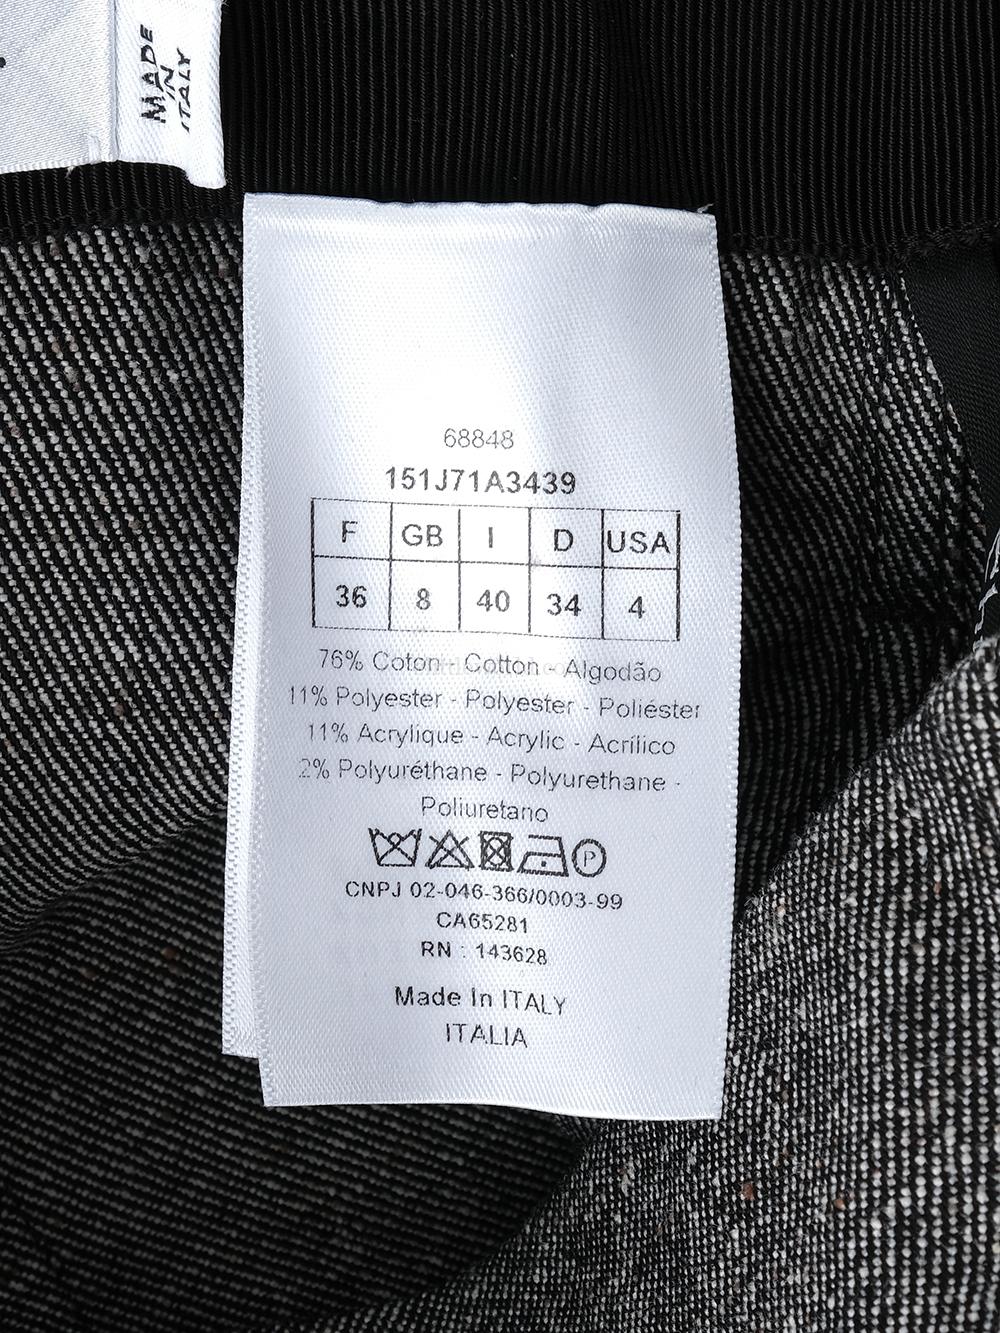 MADE
IN
ITALY
68848
151J71A3439
F GB I D USA
36 8 40 34 4
76% Coton - Cotton - Algodão
11% Polyester - Polyester - Poliéster
11% Acrylique - Acrylic - Acrílico
2% Polyuréthane - Polyurethane -
Poliuretano
P
CNPJ 02-046-366/0003-99
CA65281
RN : 143628
Made In ITALY
ITALIA